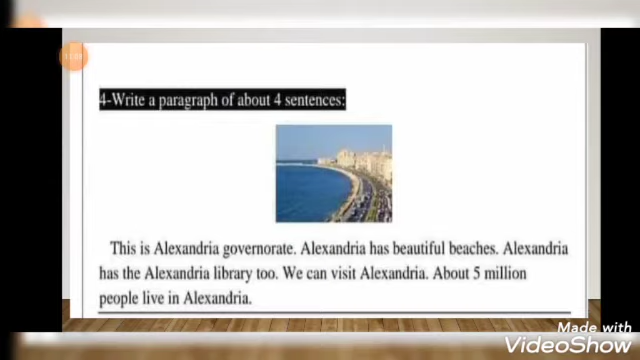 4-Write a paragraph of about 4 sentences:
This is Alexandria governorate. Alexandria has beautiful beaches. Alexandria
has the Alexandria library too. We can visit Alexandria. About 5 million
people live in Alexandria.
Made with
VideoShow